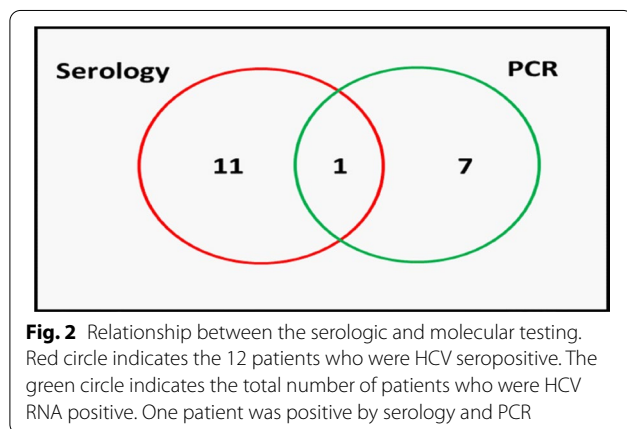 Serology
PCR
11
1
7
Fig. 2 Relationship between the serologic and molecular testing.
Red circle indicates the 12 patients who were HCV seropositive. The
green circle indicates the total number of patients who were HCV
RNA positive. One patient was positive by serology and PCR